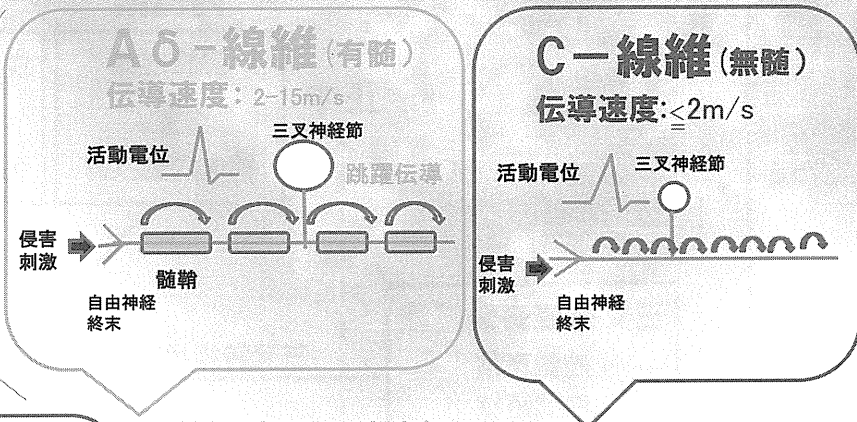 Aδ-線維(有髄)
伝導速度: 2-15m/s
活動電位
三叉神経節
跳躍伝導
侵害
刺激
髄鞘
自由神経
終末
C-線維(無髄)
伝導速度:≦2m/s
活動電位
三叉神経節
侵害
刺激
自由神経
終末